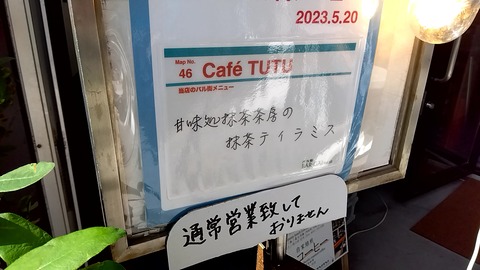 2023.5.20
Map No.
46 Café TUTU
当店のバル街メニュー
甘味処抹茶茶房の
抹茶ティラミス
通常営業致して
おりません